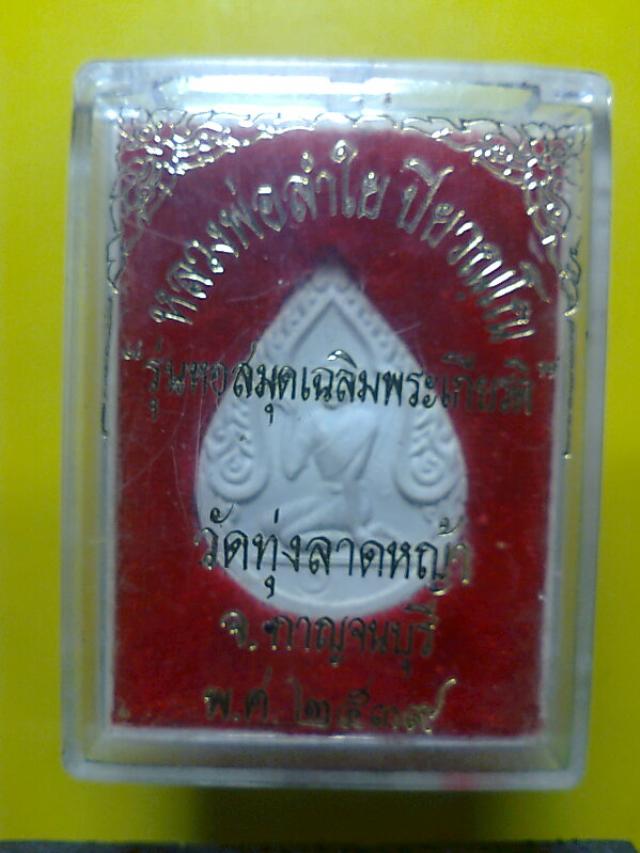 หลวงพ่อลำใย ปิยวณฺโณ
"รุ่นหอสมุดเฉลิมพระเกียรติ"
วัดทุ่งลาดหญ้า
จ.กาญจนบุรี
พ.ศ. ๒๕๓๙